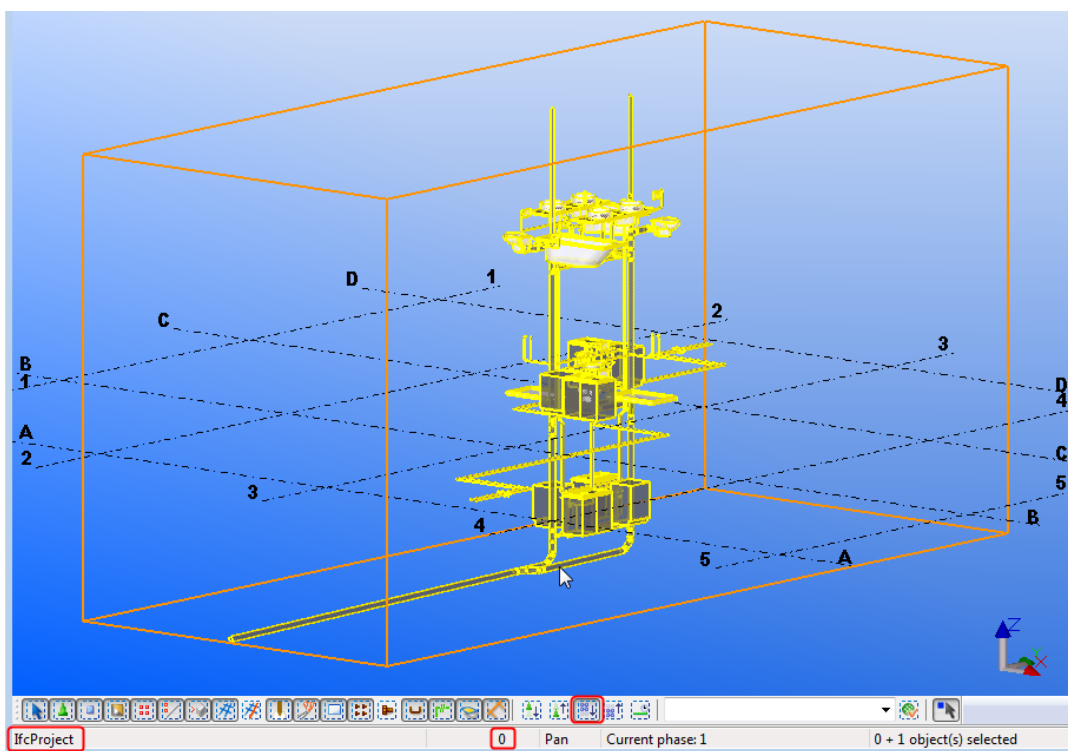 1
D
2
C
3
B
1
D
4
A
2
C
5
3
4
B
5
A
Z
Y
X
IfcProject 0 Pan Current phase: 1 0 + 1 object(s) selected